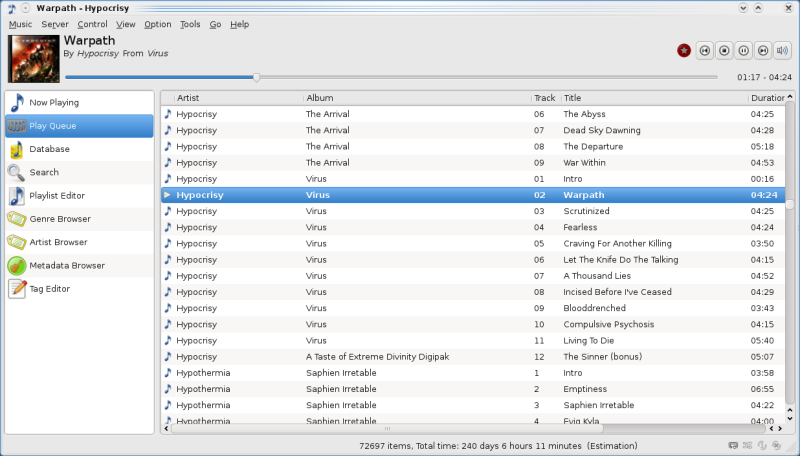 Warpath - Hypocrisy
Music Server Control View Option Tools Go Help
Warpath
By Hypocrisy From Virus
01:17 - 04:24
Now Playing
Play Queue
Database
Search
Playlist Editor
Genre Browser
Artist Browser
Metadata Browser
Tag Editor
Artist Album Track Title Duration
Hypocrisy The Arrival 06 The Abyss 04:25
Hypocrisy The Arrival 07 Dead Sky Dawning 04:28
Hypocrisy The Arrival 08 The Departure 05:18
Hypocrisy The Arrival 09 War Within 04:53
Hypocrisy Virus 01 Intro 00:16
Hypocrisy Virus 02 Warpath 04:24
Hypocrisy Virus 03 Scrutinized 04:25
Hypocrisy Virus 04 Fearless 04:24
Hypocrisy Virus 05 Craving For Another Killing 03:50
Hypocrisy Virus 06 Let The Knife Do The Talking 04:15
Hypocrisy Virus 07 A Thousand Lies 04:52
Hypocrisy Virus 08 Incised Before I've Ceased 04:29
Hypocrisy Virus 09 Blooddrenched 03:43
Hypocrisy Virus 10 Compulsive Psychosis 04:15
Hypocrisy Virus 11 Living To Die 05:40
Hypocrisy A Taste of Extreme Divinity Digipak 12 The Sinner (bonus) 05:07
Hypothermia Saphien Irretable 1 Intro 03:58
Hypothermia Saphien Irretable 2 Emptiness 06:55
Hypothermia Saphien Irretable 3 Saphien Irretable 04:22
Hypothermia Saphien Irretable 4 Evig Kyla 04:00
72697 items, Total time: 240 days 6 hours 11 minutes (Estimation)